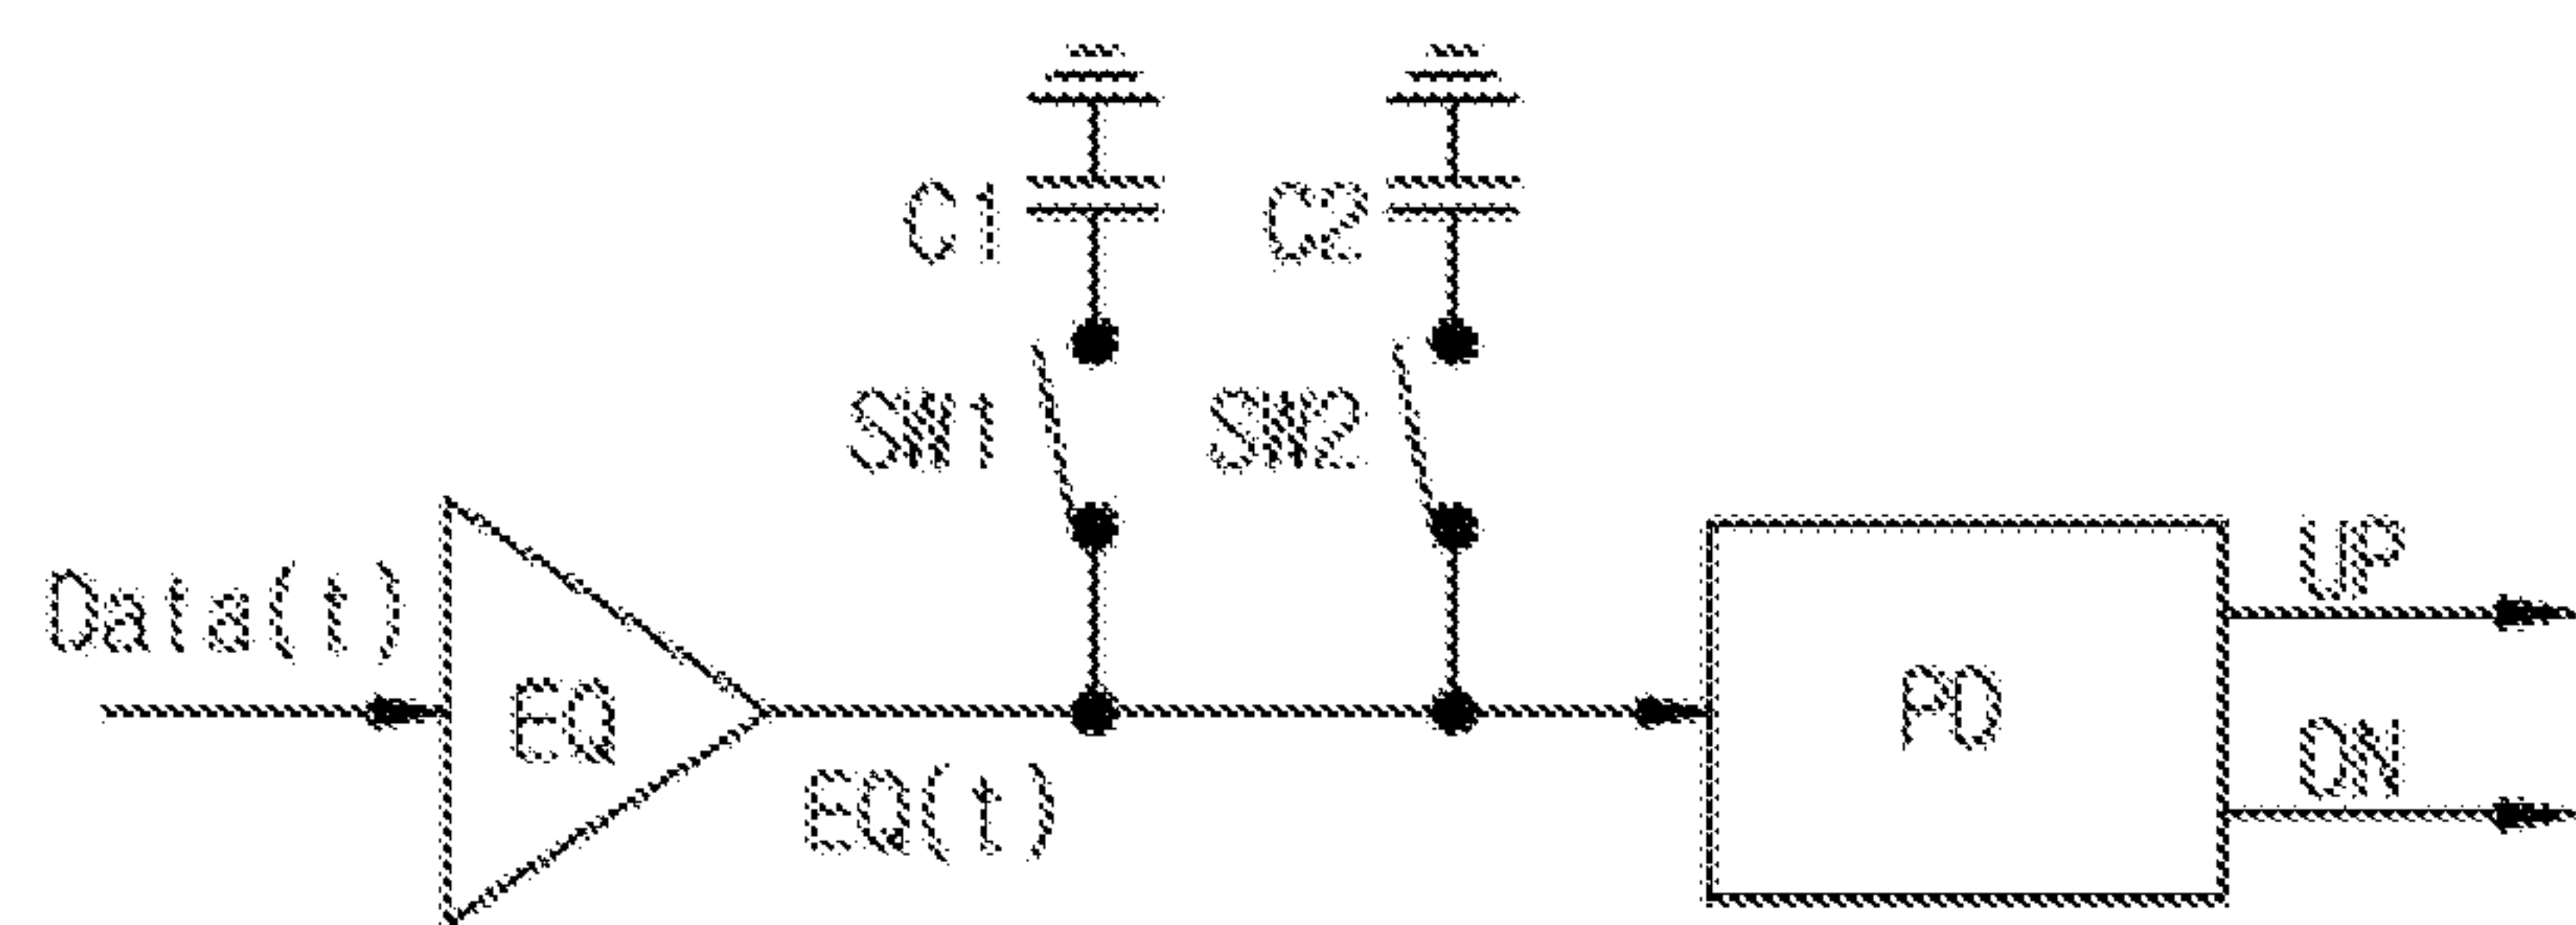 C1
C2
SW1
SW2
Data(t)
EQ
EQ(t)
PD
UP
DN